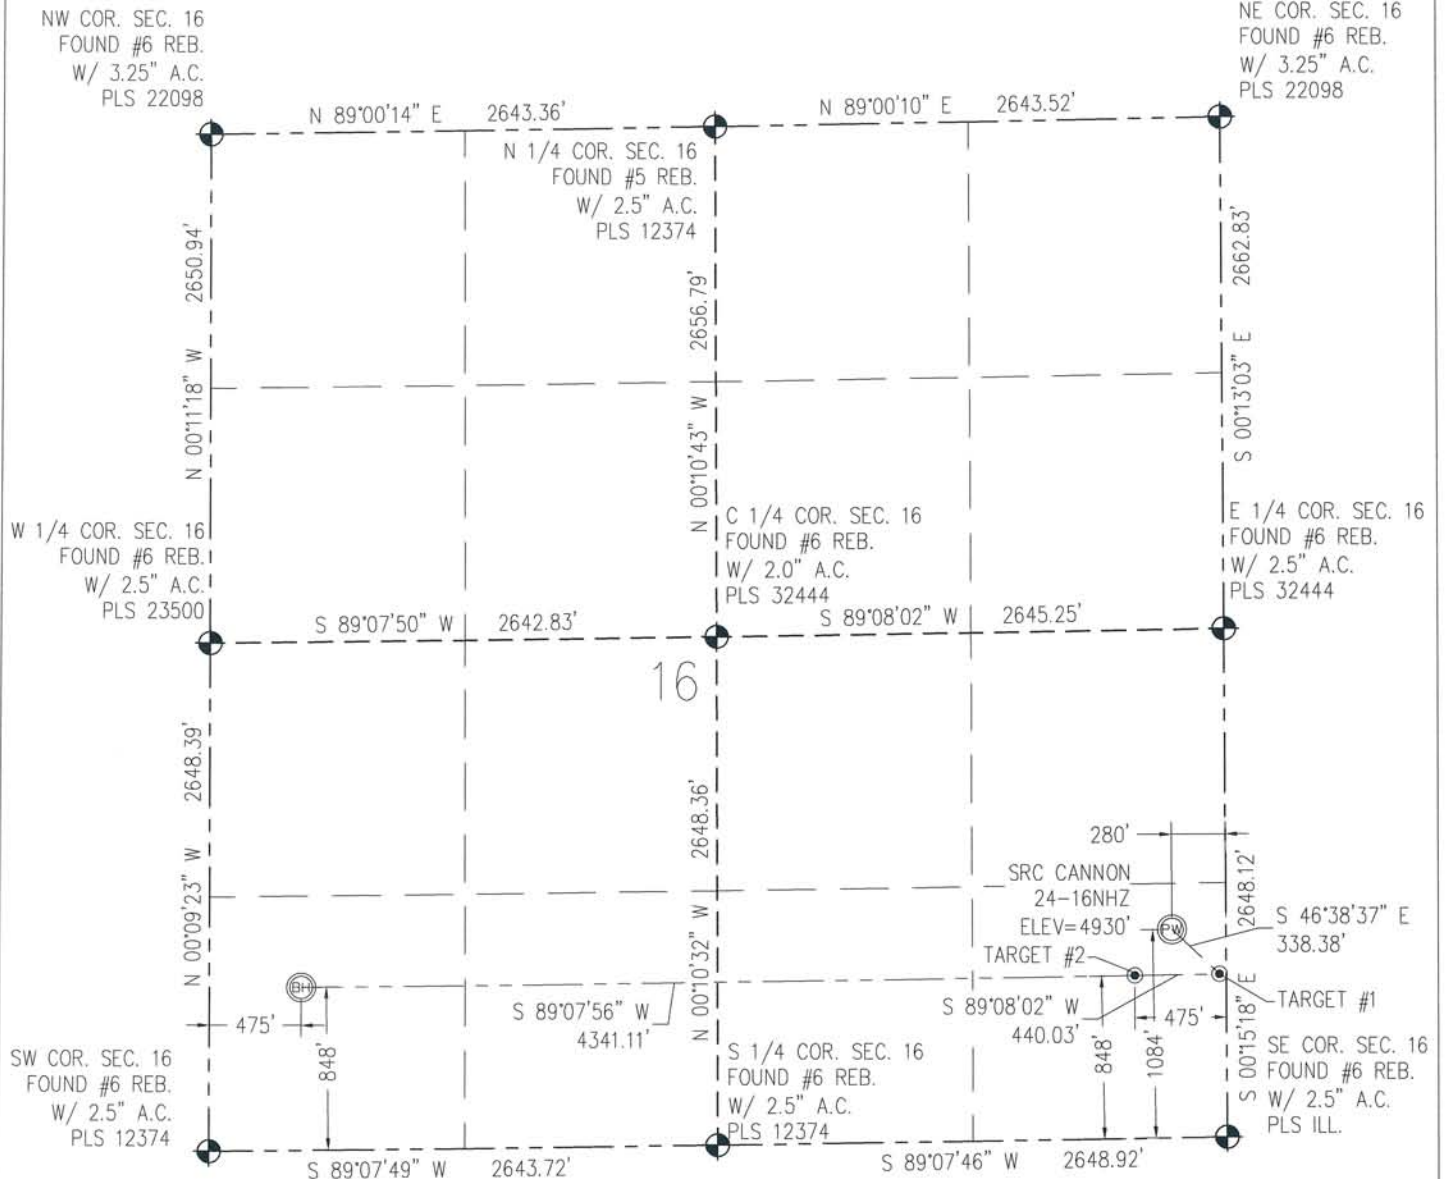 NW COR. SEC. 16
FOUND #6 REB.
W/ 3.25" A.C.
PLS 22098
NE COR. SEC. 16
FOUND #6 REB.
W/ 3.25" A.C.
PLS 22098
N 89°00'14" E 2643.36'
N 89°00'10" E 2643.52'
N 1/4 COR. SEC. 16
FOUND #5 REB.
W/ 2.5" A.C.
PLS 12374
N 00°11'18" W 2650.94'
N 00°10'43" W 2656.79'
S 00°13'03" E 2662.83'
W 1/4 COR. SEC. 16
FOUND #6 REB.
W/ 2.5" A.C.
PLS 23500
C 1/4 COR. SEC. 16
FOUND #6 REB.
W/ 2.0" A.C.
PLS 32444
E 1/4 COR. SEC. 16
FOUND #6 REB.
W/ 2.5" A.C.
PLS 32444
S 89°07'50" W 2642.83'
S 89°08'02" W 2645.25'
16
N 00°09'23" W 2648.39'
N 00°10'32" W 2648.36'
S 00°15'18" E 2648.12'
280'
SRC CANNON
24-16NHZ
ELEV=4930'
PW
S 46°38'37" E
338.38'
TARGET #2
TARGET #1
BH
S 89°07'56" W
4341.11'
S 89°08'02" W
440.03'
475'
475'
848'
848'
1084'
SW COR. SEC. 16
FOUND #6 REB.
W/ 2.5" A.C.
PLS 12374
S 1/4 COR. SEC. 16
FOUND #6 REB.
W/ 2.5" A.C.
PLS 12374
SE COR. SEC. 16
FOUND #6 REB.
W/ 2.5" A.C.
PLS ILL.
S 89°07'49" W 2643.72'
S 89°07'46" W 2648.92'